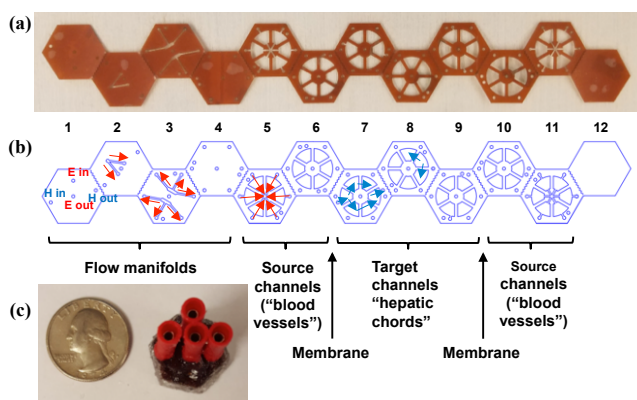 (a)
1 2 3 4 5 6 7 8 9 10 11 12
(b)
E in
H in
H out
E out
Flow manifolds
Source channels (“blood vessels”)
Target channels “hepatic chords”
Source channels (“blood vessels”)
Membrane
Membrane
(c)